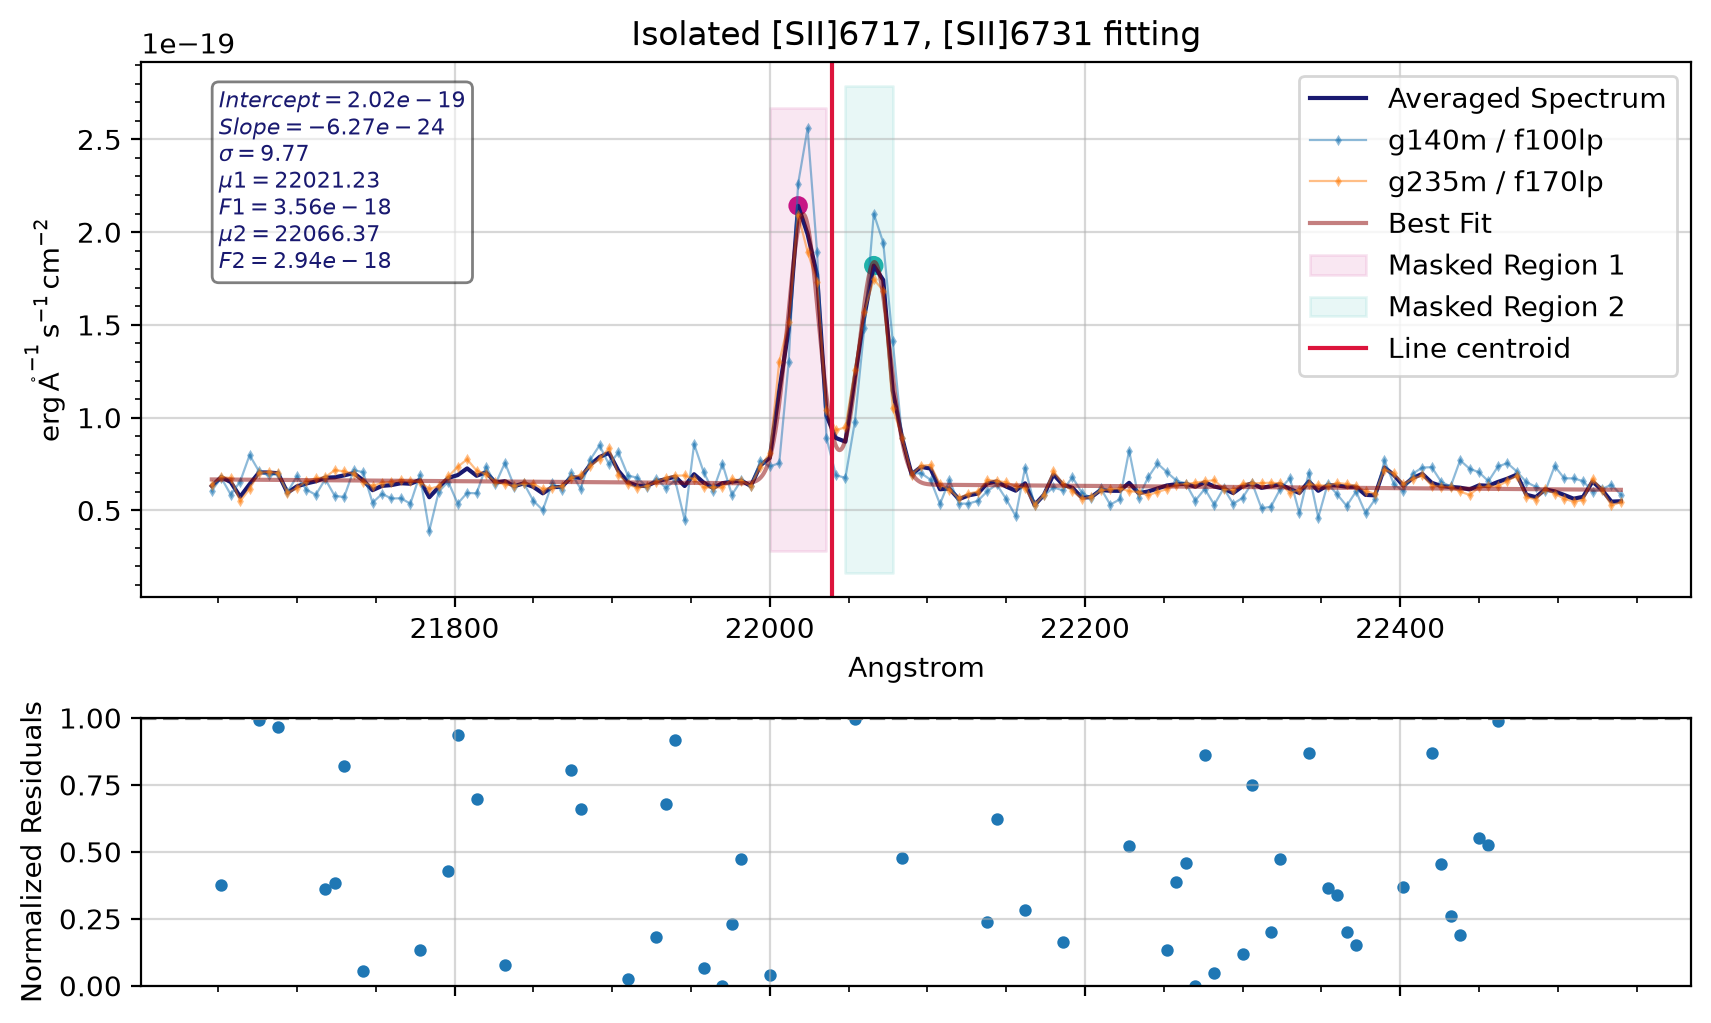 Isolated [SII]6717, [SII]6731 fitting
1e−19
Intercept = 2.02e − 19
Slope = −6.27e − 24
σ = 9.77
μ1 = 22021.23
F1 = 3.56e − 18
μ2 = 22066.37
F2 = 2.94e − 18
Averaged Spectrum
g140m / f100lp
g235m / f170lp
Best Fit
Masked Region 1
Masked Region 2
Line centroid
erg Å⁻¹ s⁻¹ cm⁻²
2.5
2.0
1.5
1.0
0.5
21800 22000 22200 22400
Angstrom
Normalized Residuals
1.00
0.75
0.50
0.25
0.00